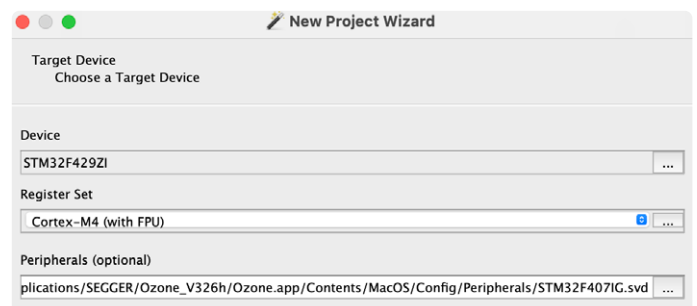 New Project Wizard
Target Device
Choose a Target Device
Device
STM32F429ZI
...
Register Set
Cortex-M4 (with FPU)
...
Peripherals (optional)
plications/SEGGER/Ozone_V326h/Ozone.app/Contents/MacOS/Config/Peripherals/STM32F407IG.svd
...